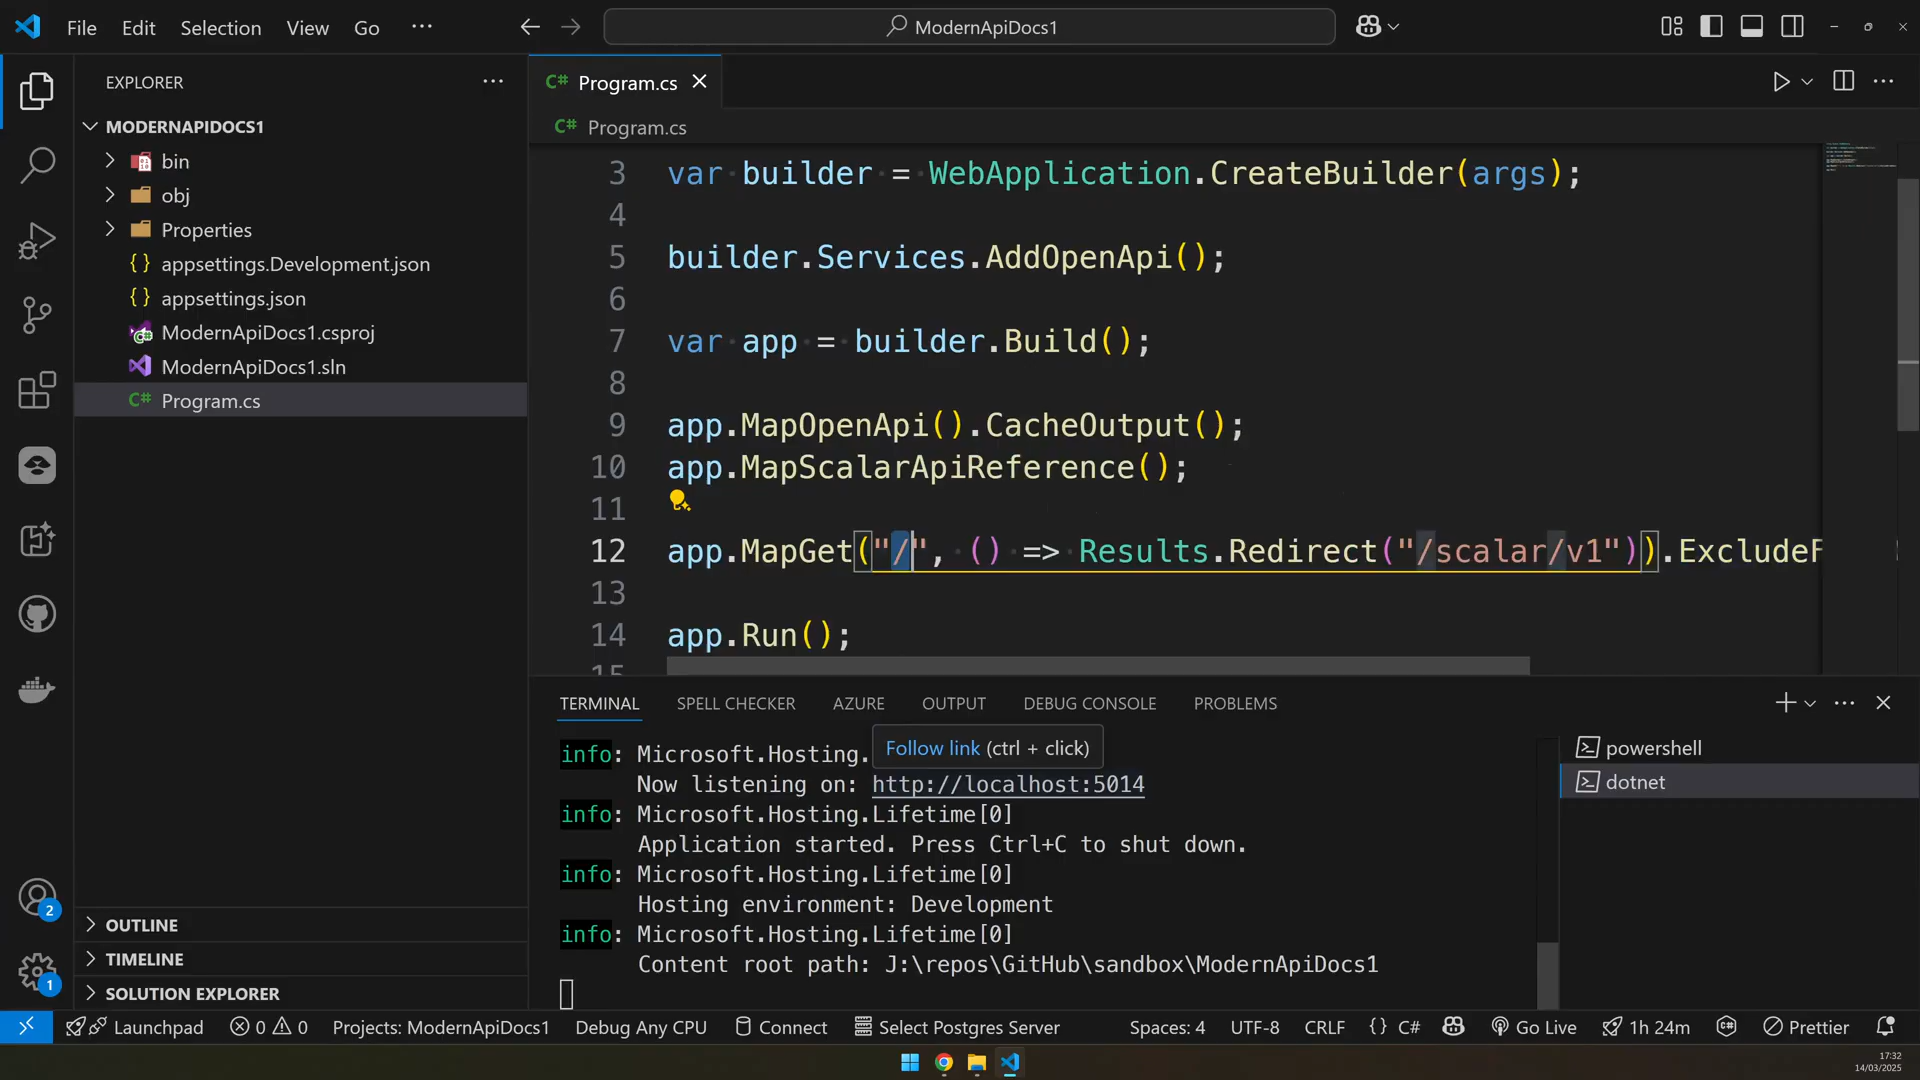 File Edit Selection View Go ···
ModernApiDocs1
EXPLORER
MODERNAPIDOCS1
bin
obj
Properties
{} appsettings.Development.json
{} appsettings.json
ModernApiDocs1.csproj
ModernApiDocs1.sln
C# Program.cs
OUTLINE
TIMELINE
SOLUTION EXPLORER
2
1
C# Program.cs
C# Program.cs
3 var builder = WebApplication.CreateBuilder(args);
4
5 builder.Services.AddOpenApi();
6
7 var app = builder.Build();
8
9 app.MapOpenApi().CacheOutput();
10 app.MapScalarApiReference();
11
12 app.MapGet("/", () => Results.Redirect("/scalar/v1")).ExcludeF
13
14 app.Run();
15
TERMINAL SPELL CHECKER AZURE OUTPUT DEBUG CONSOLE PROBLEMS
Follow link (ctrl + click)
info: Microsoft.Hosting.
Now listening on: http://localhost:5014
info: Microsoft.Hosting.Lifetime[0]
Application started. Press Ctrl+C to shut down.
info: Microsoft.Hosting.Lifetime[0]
Hosting environment: Development
info: Microsoft.Hosting.Lifetime[0]
Content root path: J:\repos\GitHub\sandbox\ModernApiDocs1
powershell
dotnet
Launchpad 0 0 Projects: ModernApiDocs1 Debug Any CPU Connect Select Postgres Server Spaces: 4 UTF-8 CRLF {} C# Go Live 1h 24m Prettier
17:32
14/03/2025